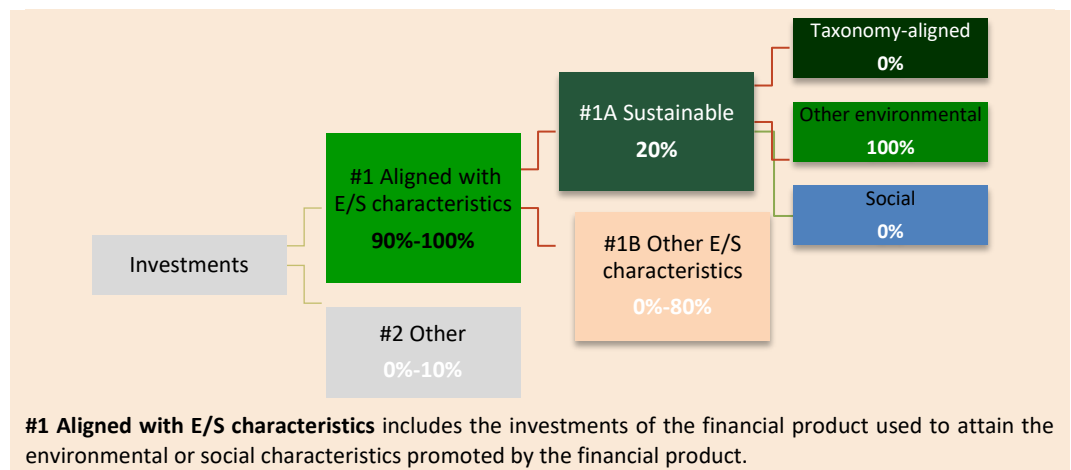 Investments
#1 Aligned with
E/S characteristics
90%-100%
#2 Other
0%-10%
#1A Sustainable
20%
#1B Other E/S
characteristics
0%-80%
Taxonomy-aligned
0%
Other environmental
100%
Social
0%
#1 Aligned with E/S characteristics includes the investments of the financial product used to attain the
environmental or social characteristics promoted by the financial product.